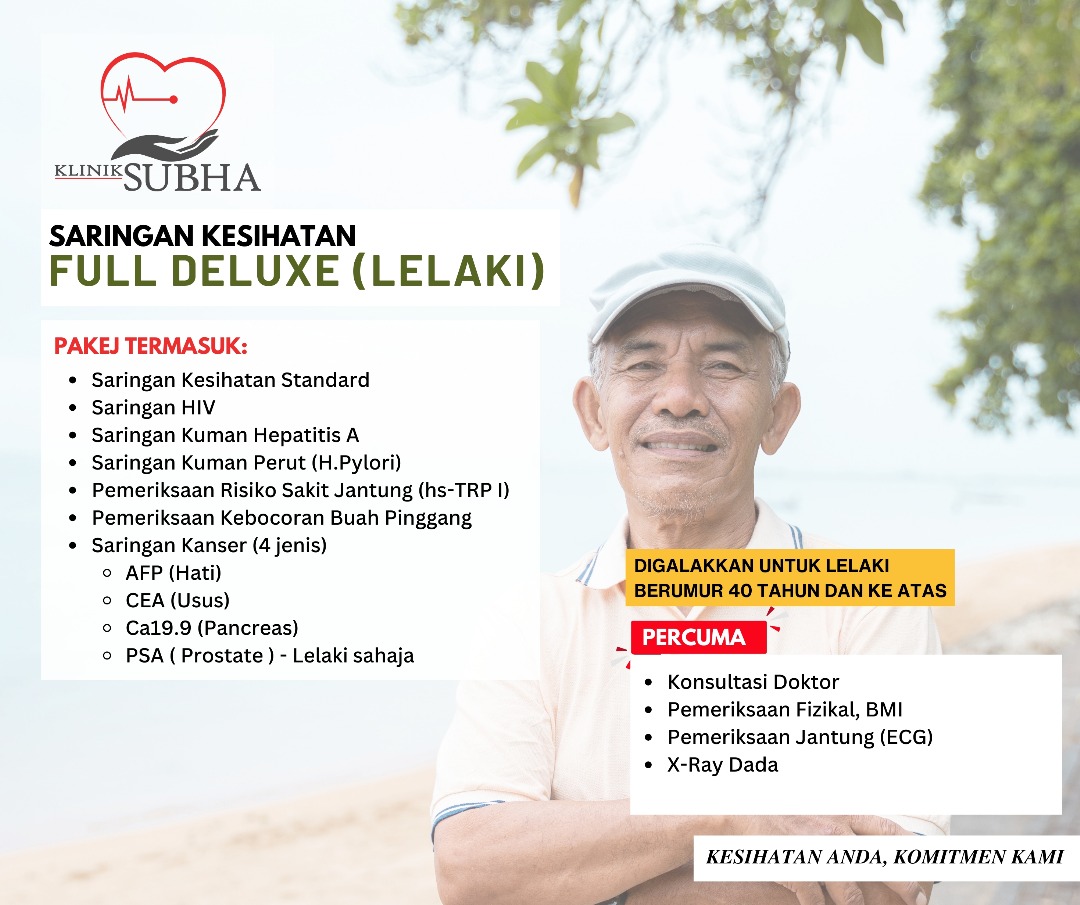 KLINIK SUBHA
SARINGAN KESIHATAN
FULL DELUXE (LELAKI)
PAKEJ TERMASUK:
• Saringan Kesihatan Standard
• Saringan HIV
• Saringan Kuman Hepatitis A
• Saringan Kuman Perut (H.Pylori)
• Pemeriksaan Risiko Sakit Jantung (hs-TRP I)
• Pemeriksaan Kebocoran Buah Pinggang
• Saringan Kanser (4 jenis)
○ AFP (Hati)
○ CEA (Usus)
○ Ca19.9 (Pancreas)
○ PSA ( Prostate ) - Lelaki sahaja
DIGALAKKAN UNTUK LELAKI
BERUMUR 40 TAHUN DAN KE ATAS
PERCUMA
• Konsultasi Doktor
• Pemeriksaan Fizikal, BMI
• Pemeriksaan Jantung (ECG)
• X-Ray Dada
KESIHATAN ANDA, KOMITMEN KAMI